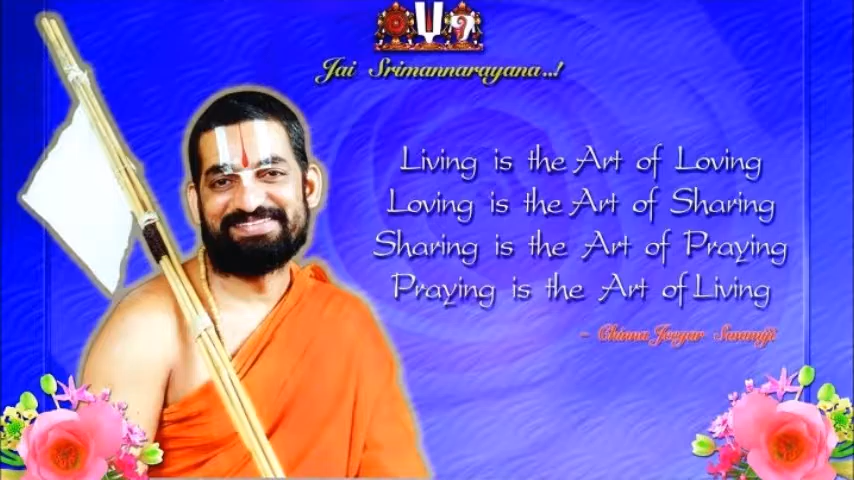 Jai Srimannarayana..!
Living is the Art of Loving
Loving is the Art of Sharing
Sharing is the Art of Praying
Praying is the Art of Living
- Chinna Jeeyar Swamyji